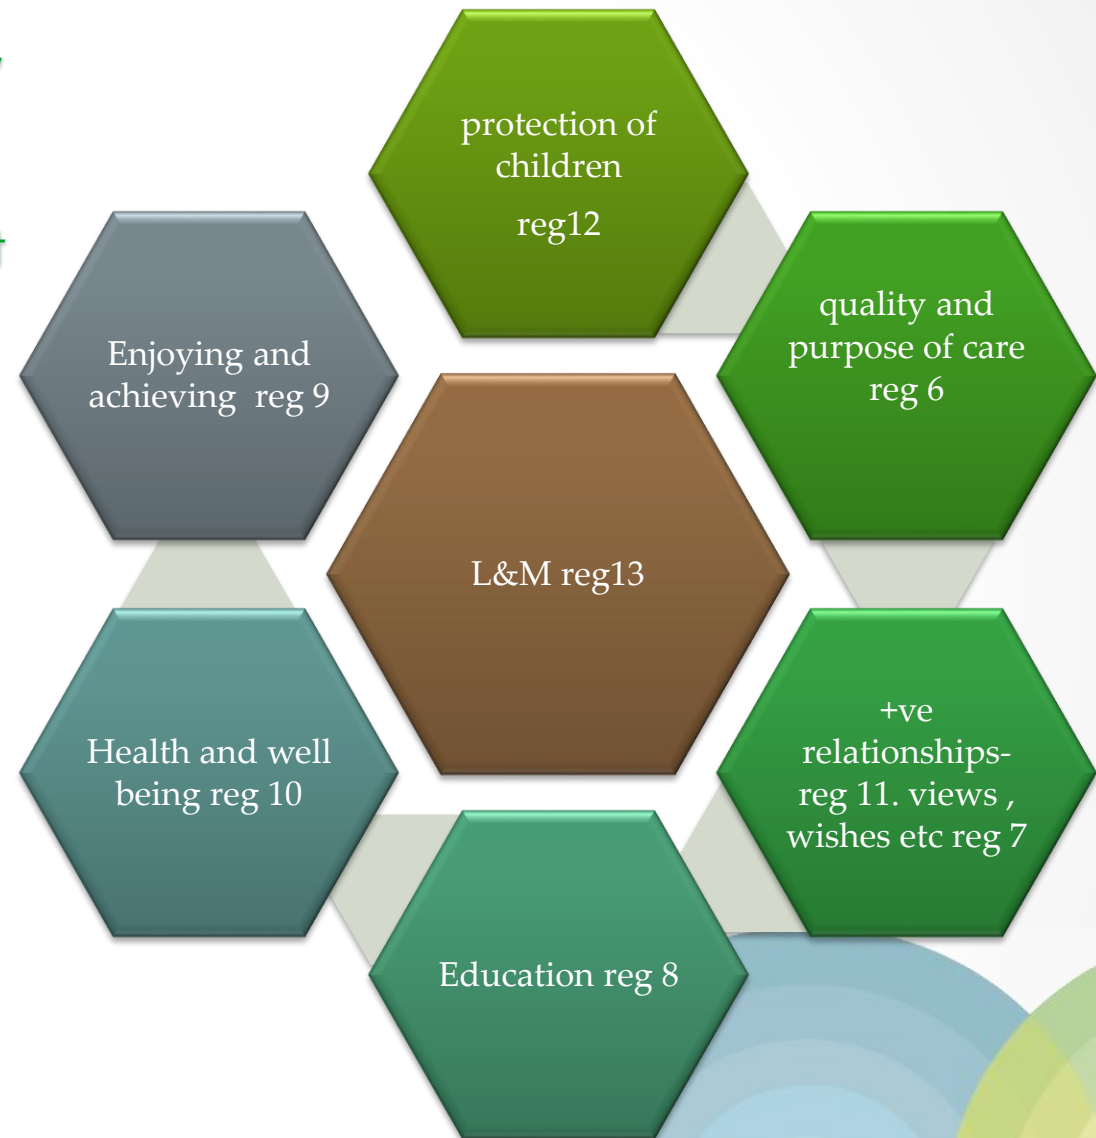 protection of
children
reg12
quality and
purpose of care
reg 6
+ve
relationships-
reg 11. views ,
wishes etc reg 7
Education reg 8
Health and well
being reg 10
Enjoying and
achieving  reg 9
L&M reg13